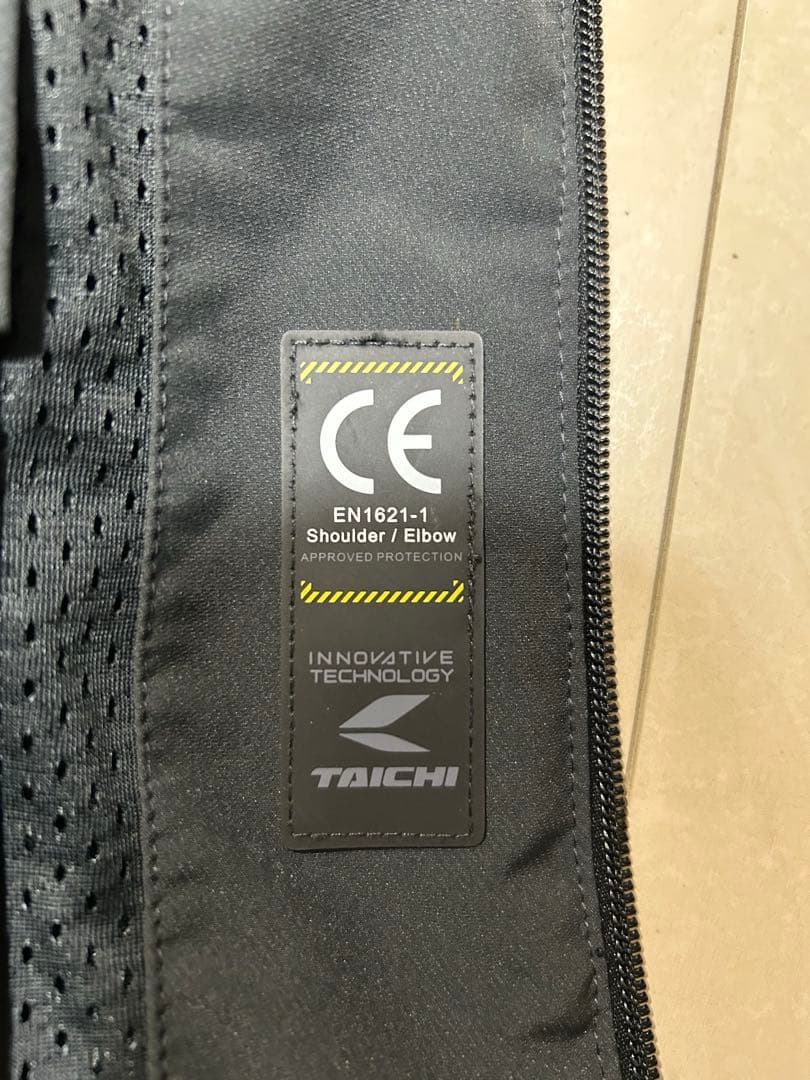 CE
EN1621-1
Shoulder / Elbow
APPROVED PROTECTION
INNOVATIVE
TECHNOLOGY
TAICHI